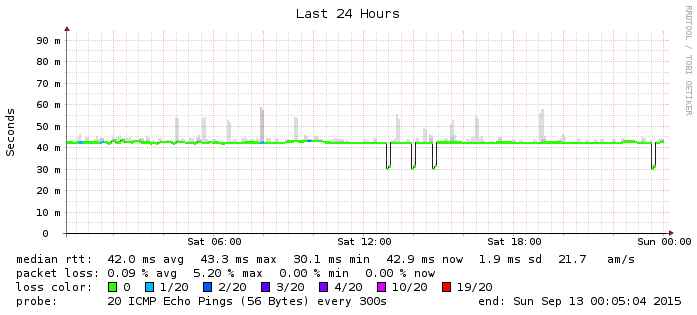 Last 24 Hours
RRDTOOL / TOBI OETIKER
Seconds
90 m
80 m
70 m
60 m
50 m
40 m
30 m
20 m
10 m
0
Sat 06:00 Sat 12:00 Sat 18:00 Sun 00:00
median rtt: 42.0 ms avg 43.3 ms max 30.1 ms min 42.9 ms now 1.9 ms sd 21.7 am/s
packet loss: 0.09 % avg 5.20 % max 0.00 % min 0.00 % now
loss color: 0 1/20 2/20 3/20 4/20 10/20 19/20
probe: 20 ICMP Echo Pings (56 Bytes) every 300s end: Sun Sep 13 00:05:04 2015